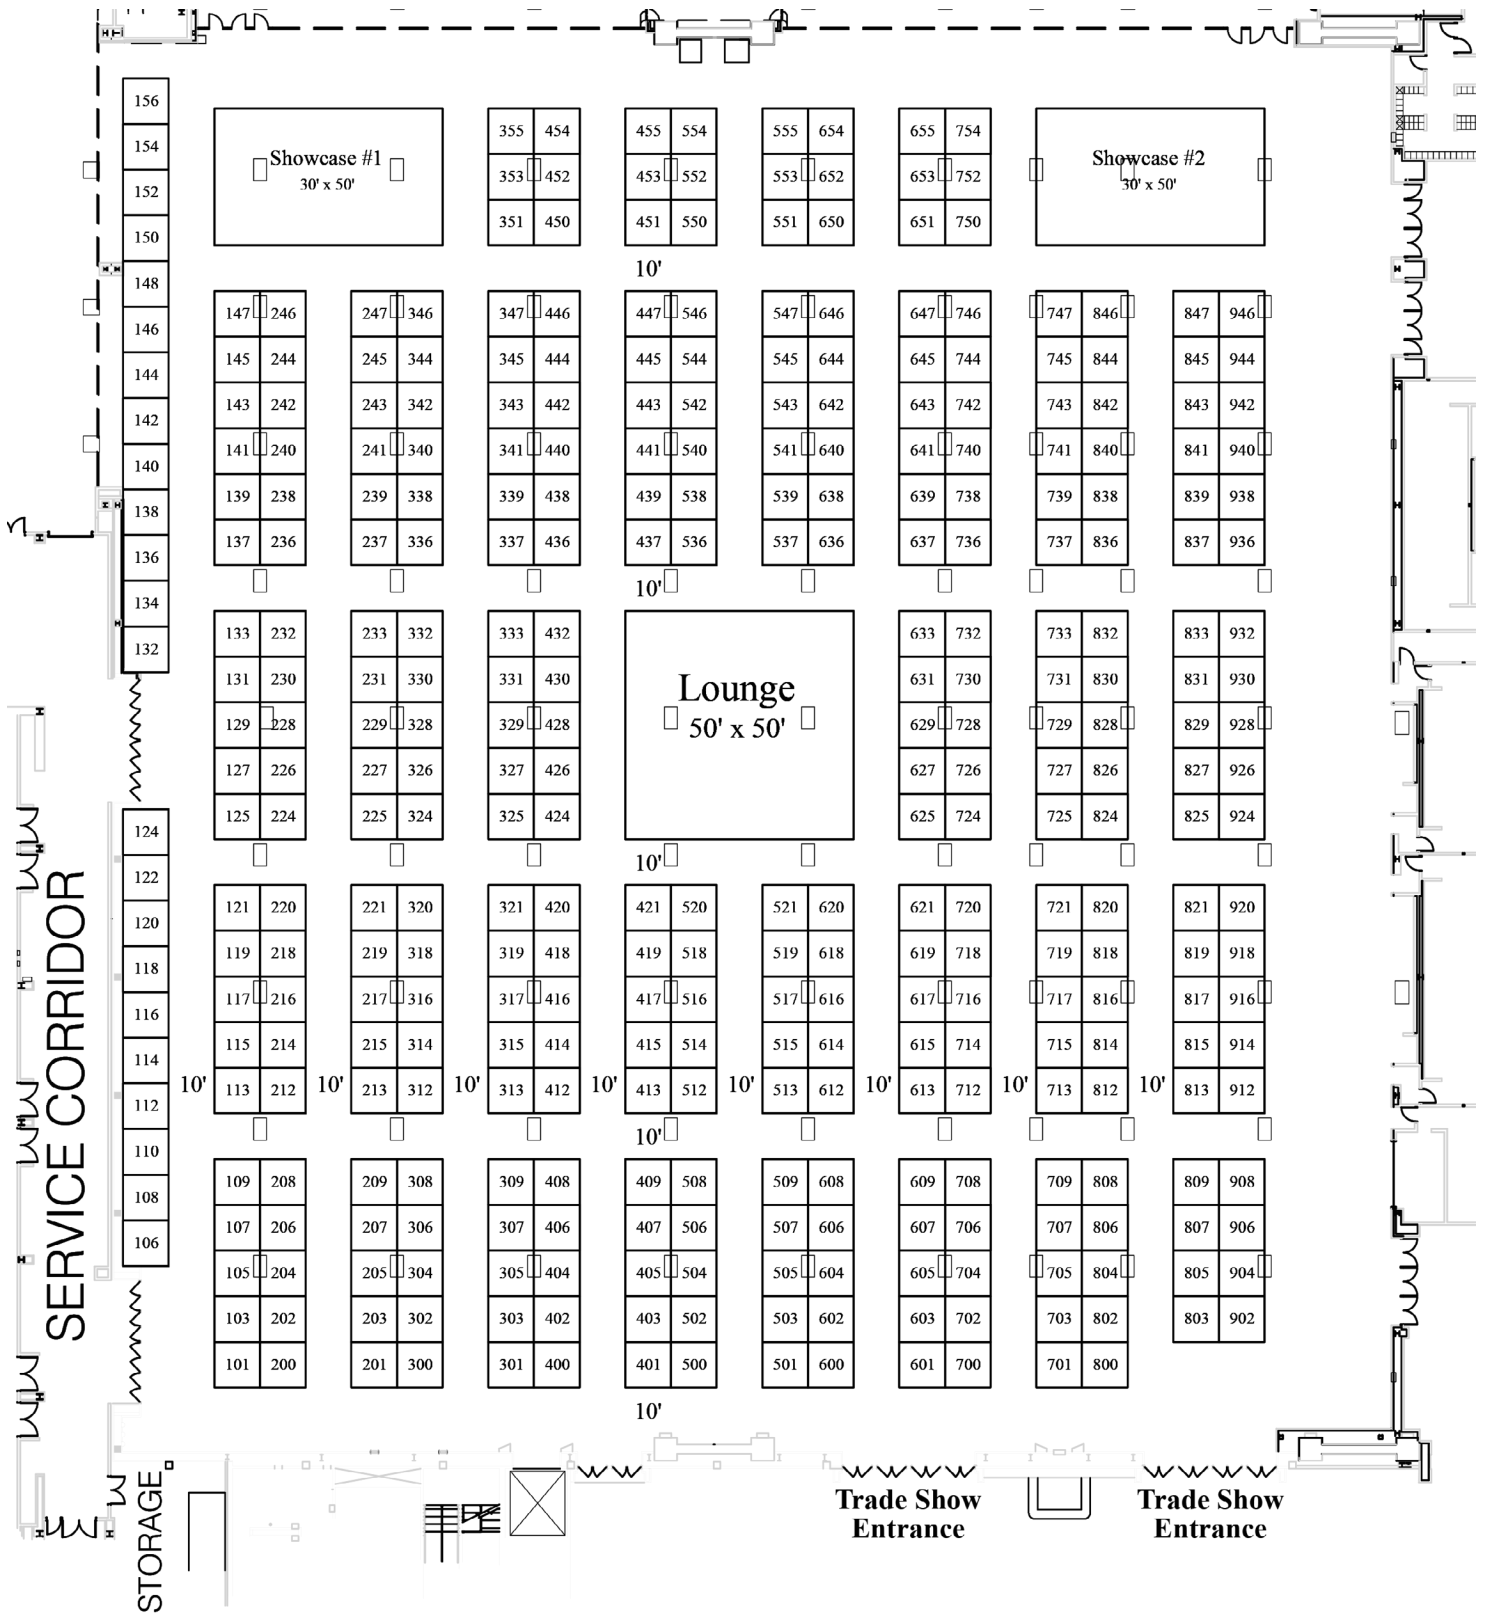 156
154
152
150
148
146
144
142
140
138
136
134
132
124
122
120
118
116
114
112
110
108
106
SERVICE CORRIDOR
STORAGE
Showcase #1
30' x 50'
355 454 455 554 555 654 655 754
353 452 453 552 553 652 653 752
351 450 451 550 551 650 651 750
Showcase #2
30' x 50'
10'
147 246 247 346 347 446 447 546 547 646 647 746 747 846 847 946
145 244 245 344 345 444 445 544 545 644 645 744 745 844 845 944
143 242 243 342 343 442 443 542 543 642 643 742 743 842 843 942
141 240 241 340 341 440 441 540 541 640 641 740 741 840 841 940
139 238 239 338 339 438 439 538 539 638 639 738 739 838 839 938
137 236 237 336 337 436 437 536 537 636 637 736 737 836 837 936
10'
133 232 233 332 333 432 633 732 733 832 833 932
131 230 231 330 331 430 631 730 731 830 831 930
129 228 229 328 329 428 629 728 729 828 829 928
127 226 227 326 327 426 627 726 727 826 827 926
125 224 225 324 325 424 625 724 725 824 825 924
Lounge
50' x 50'
10'
121 220 221 320 321 420 421 520 521 620 621 720 721 820 821 920
119 218 219 318 319 418 419 518 519 618 619 718 719 818 819 918
117 216 217 316 317 416 417 516 517 616 617 716 717 816 817 916
115 214 215 314 315 414 415 514 515 614 615 714 715 814 815 914
10' 113 212 10' 213 312 10' 313 412 10' 413 512 10' 513 612 10' 613 712 10' 713 812 10' 813 912
10'
109 208 209 308 309 408 409 508 509 608 609 708 709 808 809 908
107 206 207 306 307 406 407 506 507 606 607 706 707 806 807 906
105 204 205 304 305 404 405 504 505 604 605 704 705 804 805 904
103 202 203 302 303 402 403 502 503 602 603 702 703 802 803 902
101 200 201 300 301 400 401 500 501 600 601 700 701 800
10'
Trade Show
Entrance
Trade Show
Entrance